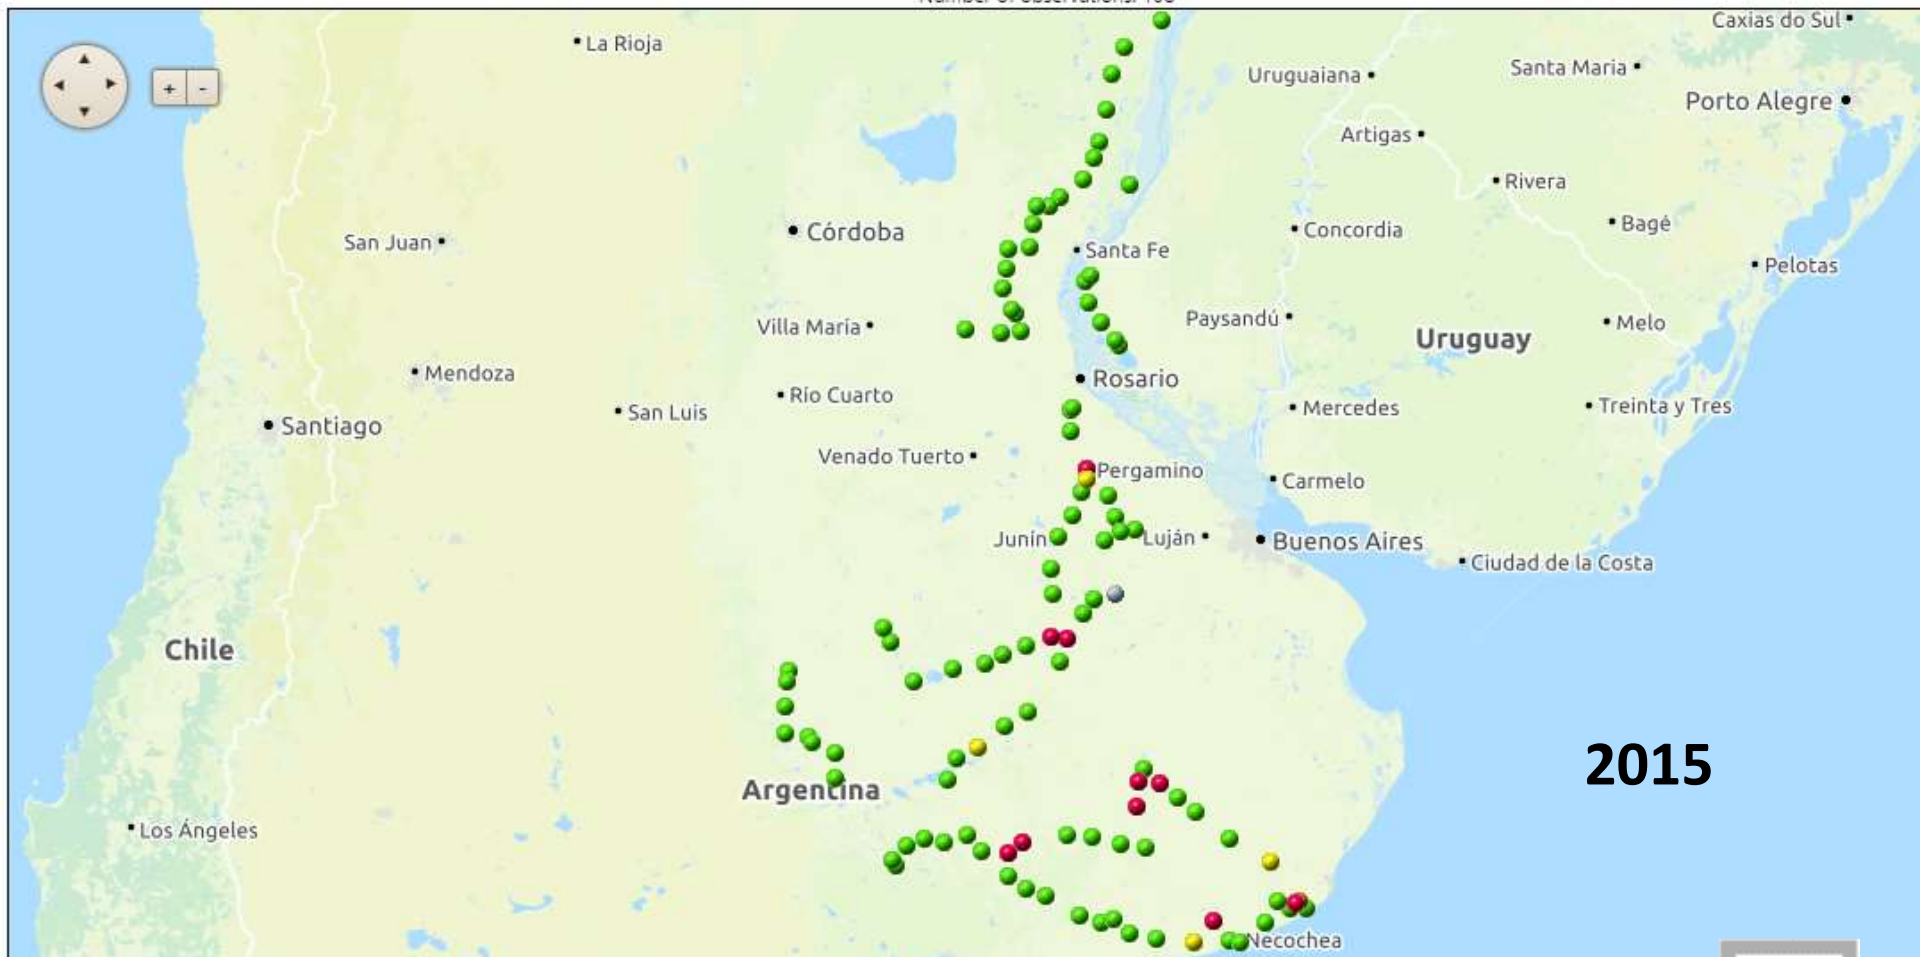 Caxias do Sul
La Rioja
Santa Maria
Uruguaiana
+ -
Porto Alegre
Artigas
Rivera
Bagé
Córdoba
Concordia
San Juan
Santa Fe
Pelotas
Paysandú
Melo
Villa María
Uruguay
Mendoza
Rosario
Río Cuarto
Treinta y Tres
Mercedes
San Luis
Santiago
Venado Tuerto
Pergamino
Carmelo
Junín
Luján
Buenos Aires
Ciudad de la Costa
Chile
2015
Argentina
Los Ángeles
Necochea